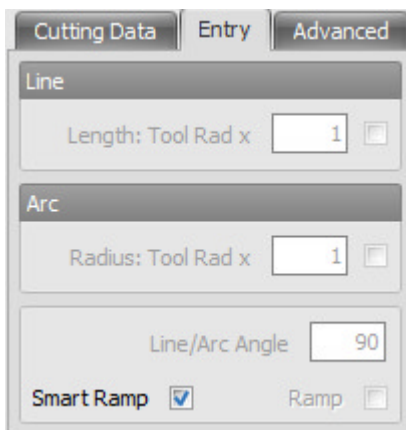 Cutting Data Entry Advanced
Line
Length: Tool Rad x 1
Arc
Radius: Tool Rad x 1
Line/Arc Angle 90
Smart Ramp Ramp